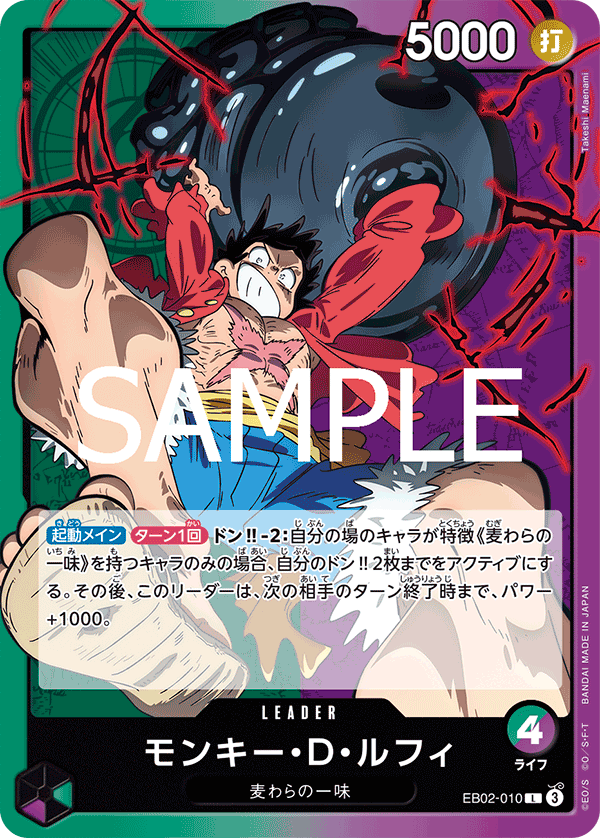 5000 打
Takeshi Maenami
SAMPLE
起動メイン ターン1回 ドン!!-2:自分の場のキャラが特徴《麦わらの
一味》を持つキャラのみの場合、自分のドン!!2枚までをアクティブにす
る。その後、このリーダーは、次の相手のターン終了時まで、パワー
+1000。
LEADER
モンキー・D・ルフィ
麦わらの一味
4
ライフ
EB02-010 L 3
©E.O/S ©O/S・F・T BANDAI MADE IN JAPAN